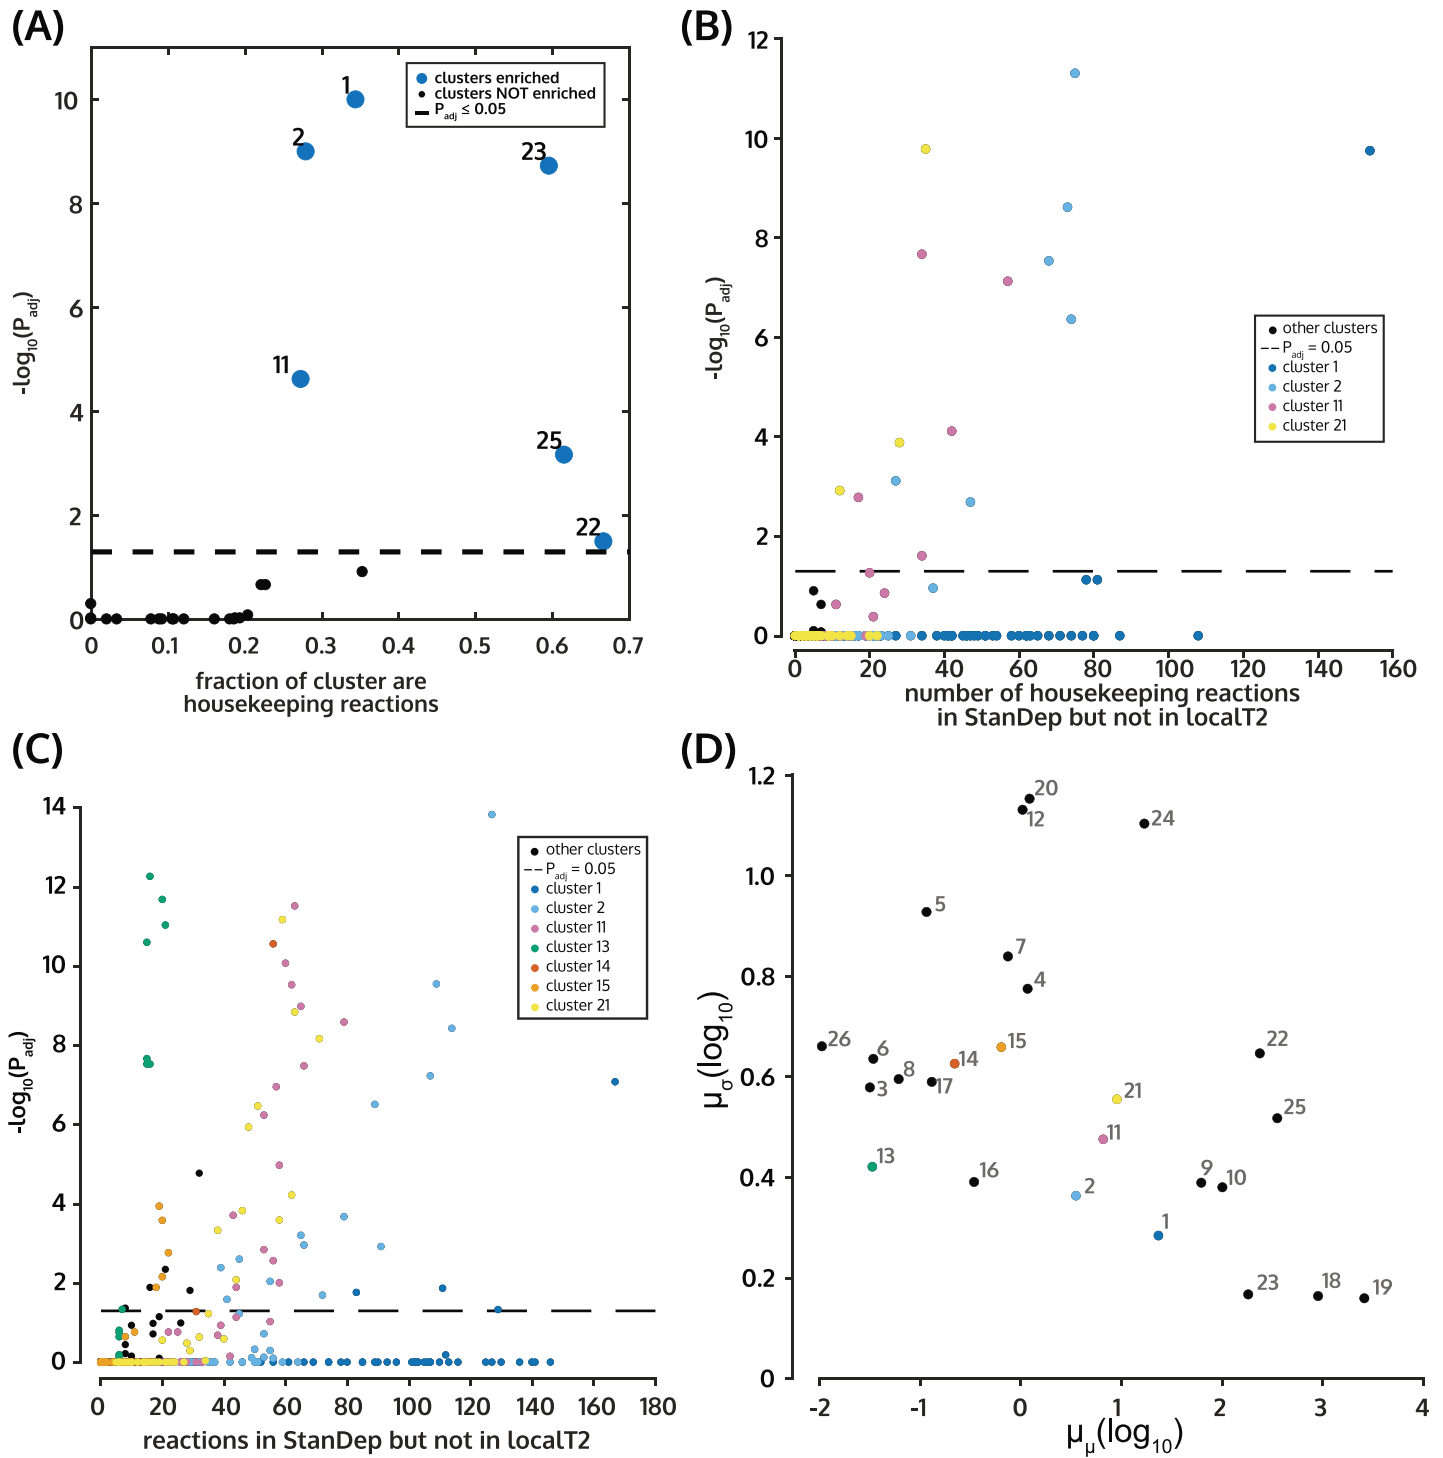 (A)
clusters enriched
clusters NOT enriched
Padj ≤ 0.05
1
2
23
11
25
22
10
8
6
4
2
0
-log10(Padj)
0 0.1 0.2 0.3 0.4 0.5 0.6 0.7
fraction of cluster are
housekeeping reactions
(B)
12
10
8
6
4
2
0
-log10(Padj)
other clusters
Padj = 0.05
cluster 1
cluster 2
cluster 11
cluster 21
0 20 40 60 80 100 120 140 160
number of housekeeping reactions
in StanDep but not in localT2
(C)
14
12
10
8
6
4
2
0
-log10(Padj)
other clusters
Padj = 0.05
cluster 1
cluster 2
cluster 11
cluster 13
cluster 14
cluster 15
cluster 21
0 20 40 60 80 100 120 140 160 180
reactions in StanDep but not in localT2
(D)
1.2
1.0
0.8
0.6
0.4
0.2
0
μσ(log10)
20
12
24
5
7
4
26
6
3
8
17
14
15
22
21
25
11
13
16
2
9
10
1
23
18
19
-2 -1 0 1 2 3 4
μμ(log10)